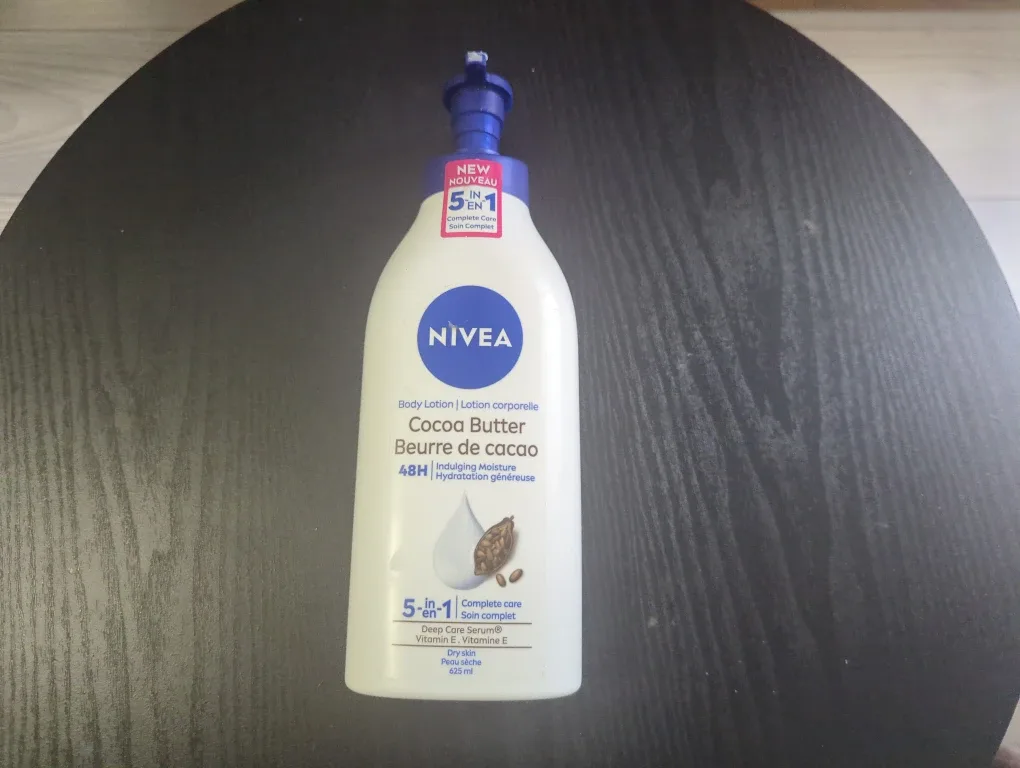 NEW
NOUVEAU
5-IN EN-1
Complete Care
Soin Complet
NIVEA
Body Lotion | Lotion corporelle
Cocoa Butter
Beurre de cacao
48H | Indulging Moisture
Hydratation généreuse
5-in en-1 | Complete care
Soin complet
Deep Care Serum®
Vitamin E . Vitamine E
Dry skin
Peau sèche
625 ml